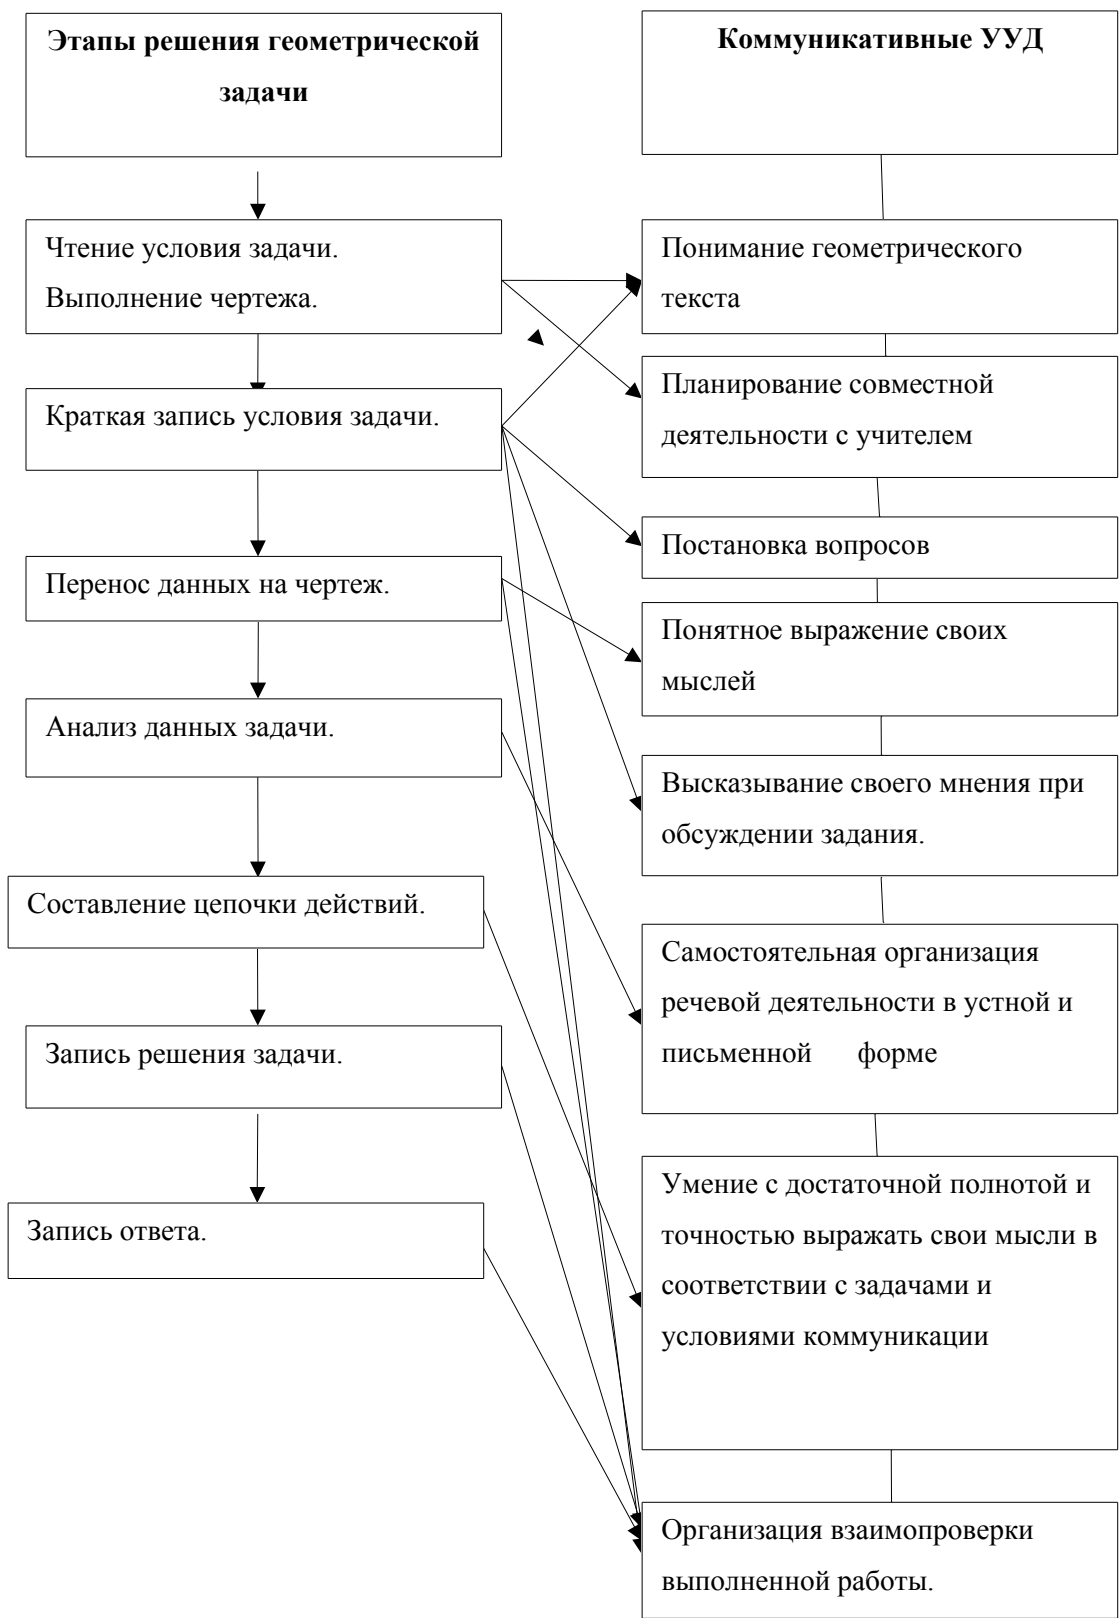 Этапы решения геометрической
задачи
Чтение условия задачи.
Выполнение чертежа.
Краткая запись условия задачи.
Перенос данных на чертеж.
Анализ данных задачи.
Составление цепочки действий.
Запись решения задачи.
Запись ответа.
Коммуникативные УУД
Понимание геометрического
текста
Планирование совместной
деятельности с учителем
Постановка вопросов
Понятное выражение своих
мыслей
Высказывание своего мнения при
обсуждении задания.
Самостоятельная организация
речевой деятельности в устной и
письменной форме
Умение с достаточной полнотой и
точностью выражать свои мысли в
соответствии с задачами и
условиями коммуникации
Организация взаимопроверки
выполненной работы.